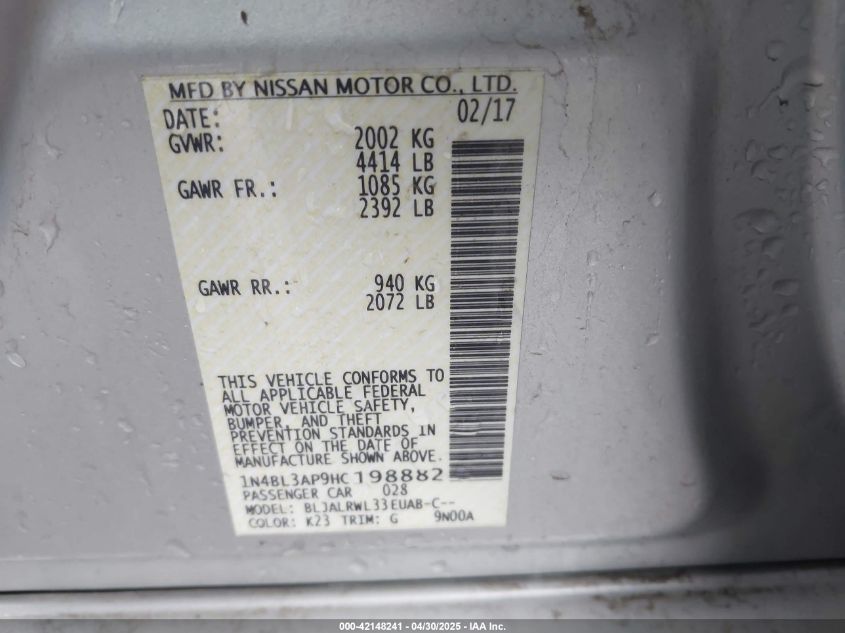 MFD BY NISSAN MOTOR CO., LTD.
DATE: 02/17
GVWR: 2002 KG
4414 LB
GAWR FR.: 1085 KG
2392 LB
GAWR RR.: 940 KG
2072 LB
THIS VEHICLE CONFORMS TO
ALL APPLICABLE FEDERAL
MOTOR VEHICLE SAFETY,
BUMPER, AND THEFT
PREVENTION STANDARDS IN
EFFECT ON THE DATE OF
MANUFACTURE SHOWN ABOVE.
1N4BL3AP9HC198882
PASSENGER CAR 028
MODEL: BLJALRWL33EUAB-C--
COLOR: K23 TRIM: G 9N00A
000-42148241 - 04/30/2025 - IAA Inc.